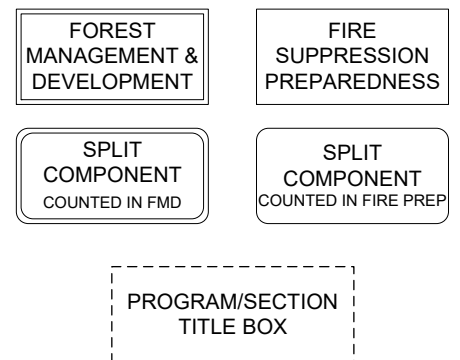 FOREST
MANAGEMENT &
DEVELOPMENT
FIRE
SUPPRESSION
PREPAREDNESS
SPLIT
COMPONENT
COUNTED IN FMD
SPLIT
COMPONENT
COUNTED IN FIRE PREP
PROGRAM/SECTION
TITLE BOX